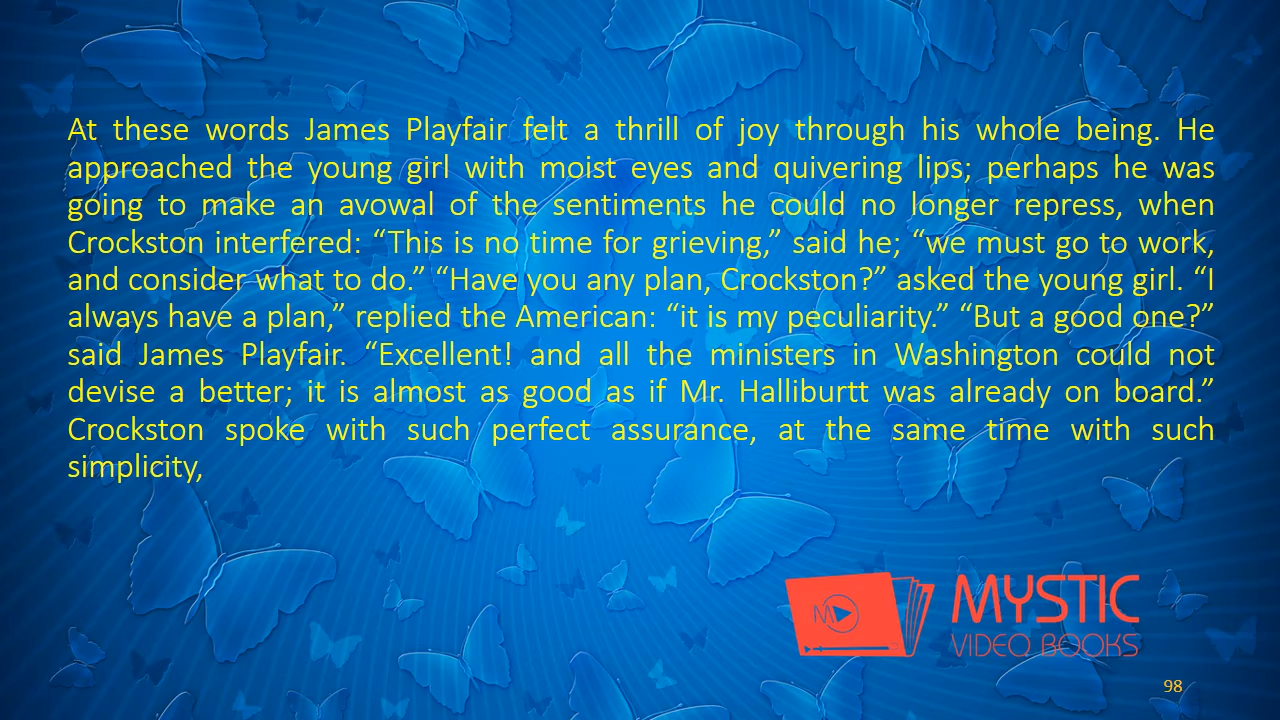 At these words James Playfair felt a thrill of joy through his whole being. He
approached the young girl with moist eyes and quivering lips; perhaps he was
going to make an avowal of the sentiments he could no longer repress, when
Crockston interfered: “This is no time for grieving,” said he; “we must go to work,
and consider what to do.” “Have you any plan, Crockston?” asked the young girl. “I
always have a plan,” replied the American: “it is my peculiarity.” “But a good one?”
said James Playfair. “Excellent! and all the ministers in Washington could not
devise a better; it is almost as good as if Mr. Halliburtt was already on board.”
Crockston spoke with such perfect assurance, at the same time with such
simplicity,
M
MYSTIC
VIDEO BOOKS
98